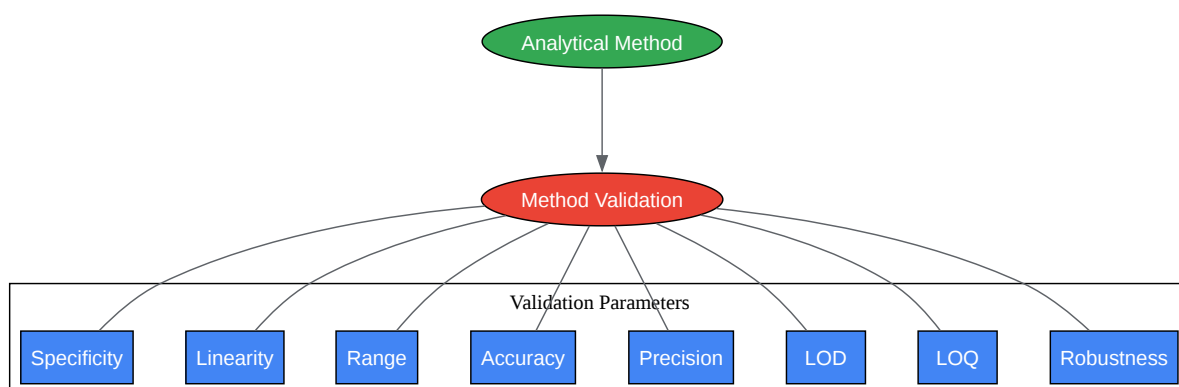 Analytical Method
Method Validation
Validation Parameters
Specificity
Linearity
Range
Accuracy
Precision
LOD
LOQ
Robustness